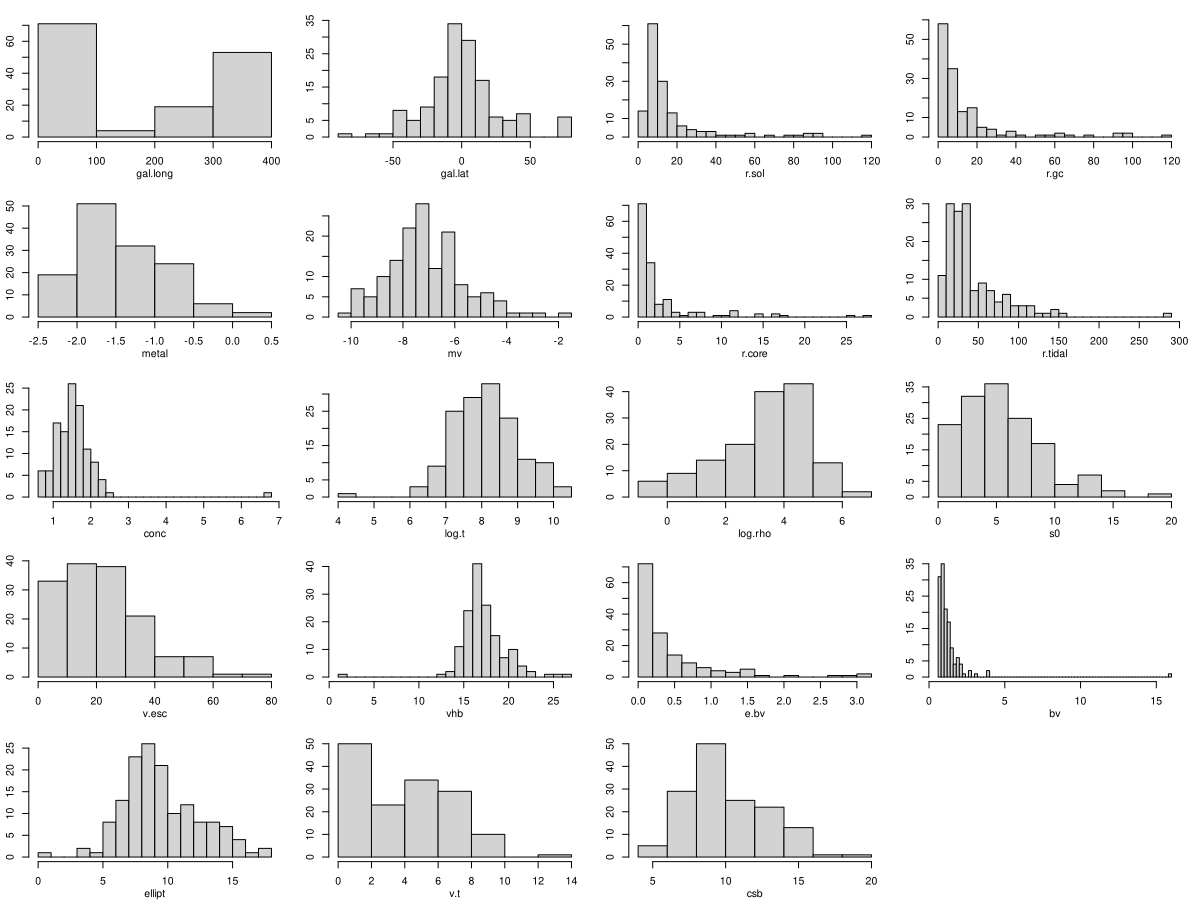 0 20 40 60
0 100 200 300 400
gal.long
0 5 15 25 35
-50 0 50
gal.lat
0 10 30 50
0 20 40 60 80 100 120
r.sol
0 10 30 50
0 20 40 60 80 100 120
r.gc
0 10 20 30 40 50
-2.5 -2.0 -1.5 -1.0 -0.5 0.0 0.5
metal
0 5 10 20
-10 -8 -6 -4 -2
mv
0 20 40 60
0 5 10 15 20 25
r.core
0 5 10 20 30
0 50 100 150 200 250 300
r.tidal
0 5 10 15 20 25
1 2 3 4 5 6 7
conc
0 5 15 25
4 5 6 7 8 9 10
log.t
0 10 20 30 40
0 2 4 6
log.rho
0 5 15 25 35
0 5 10 15 20
s0
0 10 20 30 40
0 20 40 60 80
v.esc
0 10 20 30 40
0 5 10 15 20 25
vhb
0 20 40 60
0.0 0.5 1.0 1.5 2.0 2.5 3.0
e.bv
0 5 15 25 35
0 5 10 15
bv
0 5 10 15 20 25
0 5 10 15
ellipt
0 10 20 30 40 50
0 2 4 6 8 10 12 14
v.t
0 10 20 30 40 50
5 10 15 20
csb